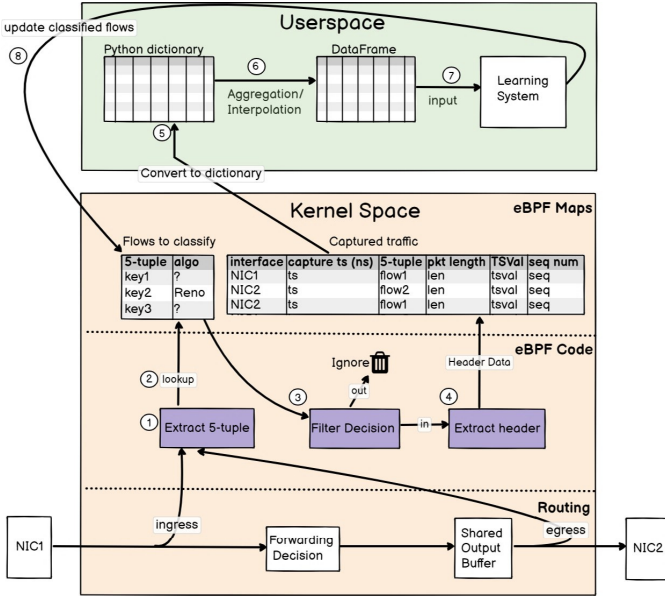 Userspace
update classified flows
8
Python dictionary
6
Aggregation/
Interpolation
DataFrame
7
input
Learning
System
5
Convert to dictionary
Kernel Space
eBPF Maps
Flows to classify
5-tuple algo
key1 ?
key2 Reno
key3 ?
Captured traffic
interface capture ts (ns) 5-tuple pkt length TSVal seq num
NIC1 ts flow1 len tsval seq
NIC2 ts flow2 len tsval seq
NIC2 ts flow1 len tsval seq
eBPF Code
Ignore
out
Header Data
2 lookup
3
4
1
Extract 5-tuple
Filter Decision
in
Extract header
Routing
ingress
egress
NIC1
Forwarding
Decision
Shared
Output
Buffer
NIC2